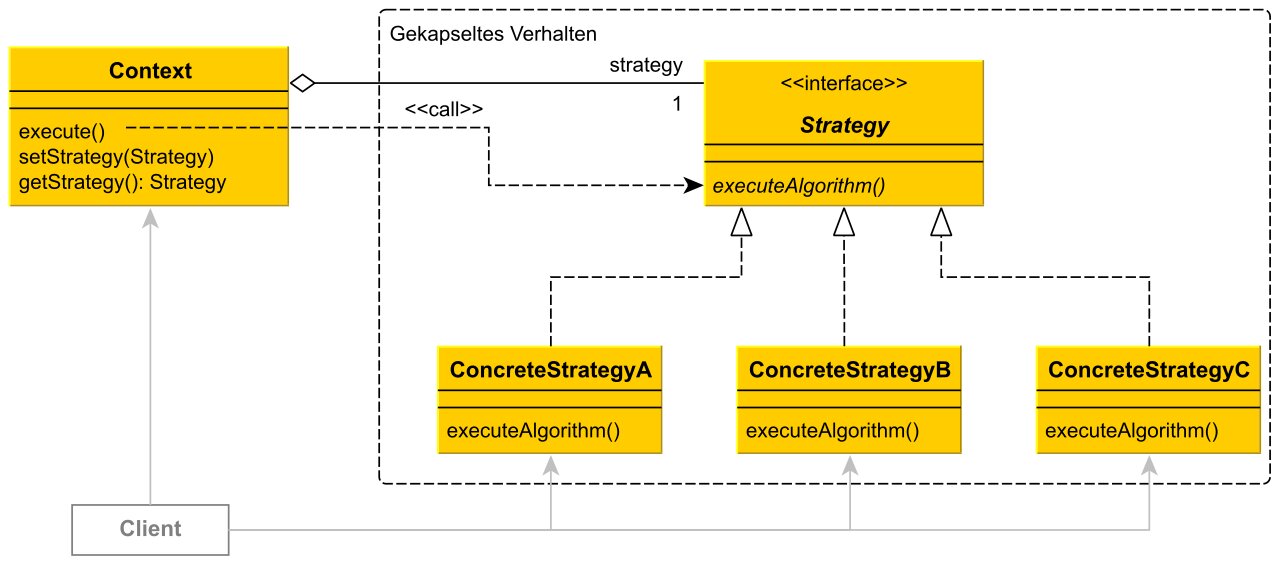 Gekapseltes Verhalten
Context
execute()
setStrategy(Strategy)
getStrategy(): Strategy
strategy
1
<<call>>
<<interface>>
Strategy
executeAlgorithm()
ConcreteStrategyA
executeAlgorithm()
ConcreteStrategyB
executeAlgorithm()
ConcreteStrategyC
executeAlgorithm()
Client